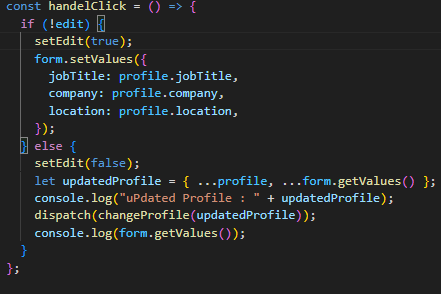 const handelClick = () => {
  if (!edit) {
    setEdit(true);
    form.setValues({
      jobTitle: profile.jobTitle,
      company: profile.company,
      location: profile.location,
    });
  } else {
    setEdit(false);
    let updatedProfile = { ...profile, ...form.getValues() };
    console.log("uPdated Profile : " + updatedProfile);
    dispatch(changeProfile(updatedProfile));
    console.log(form.getValues());
  }
};